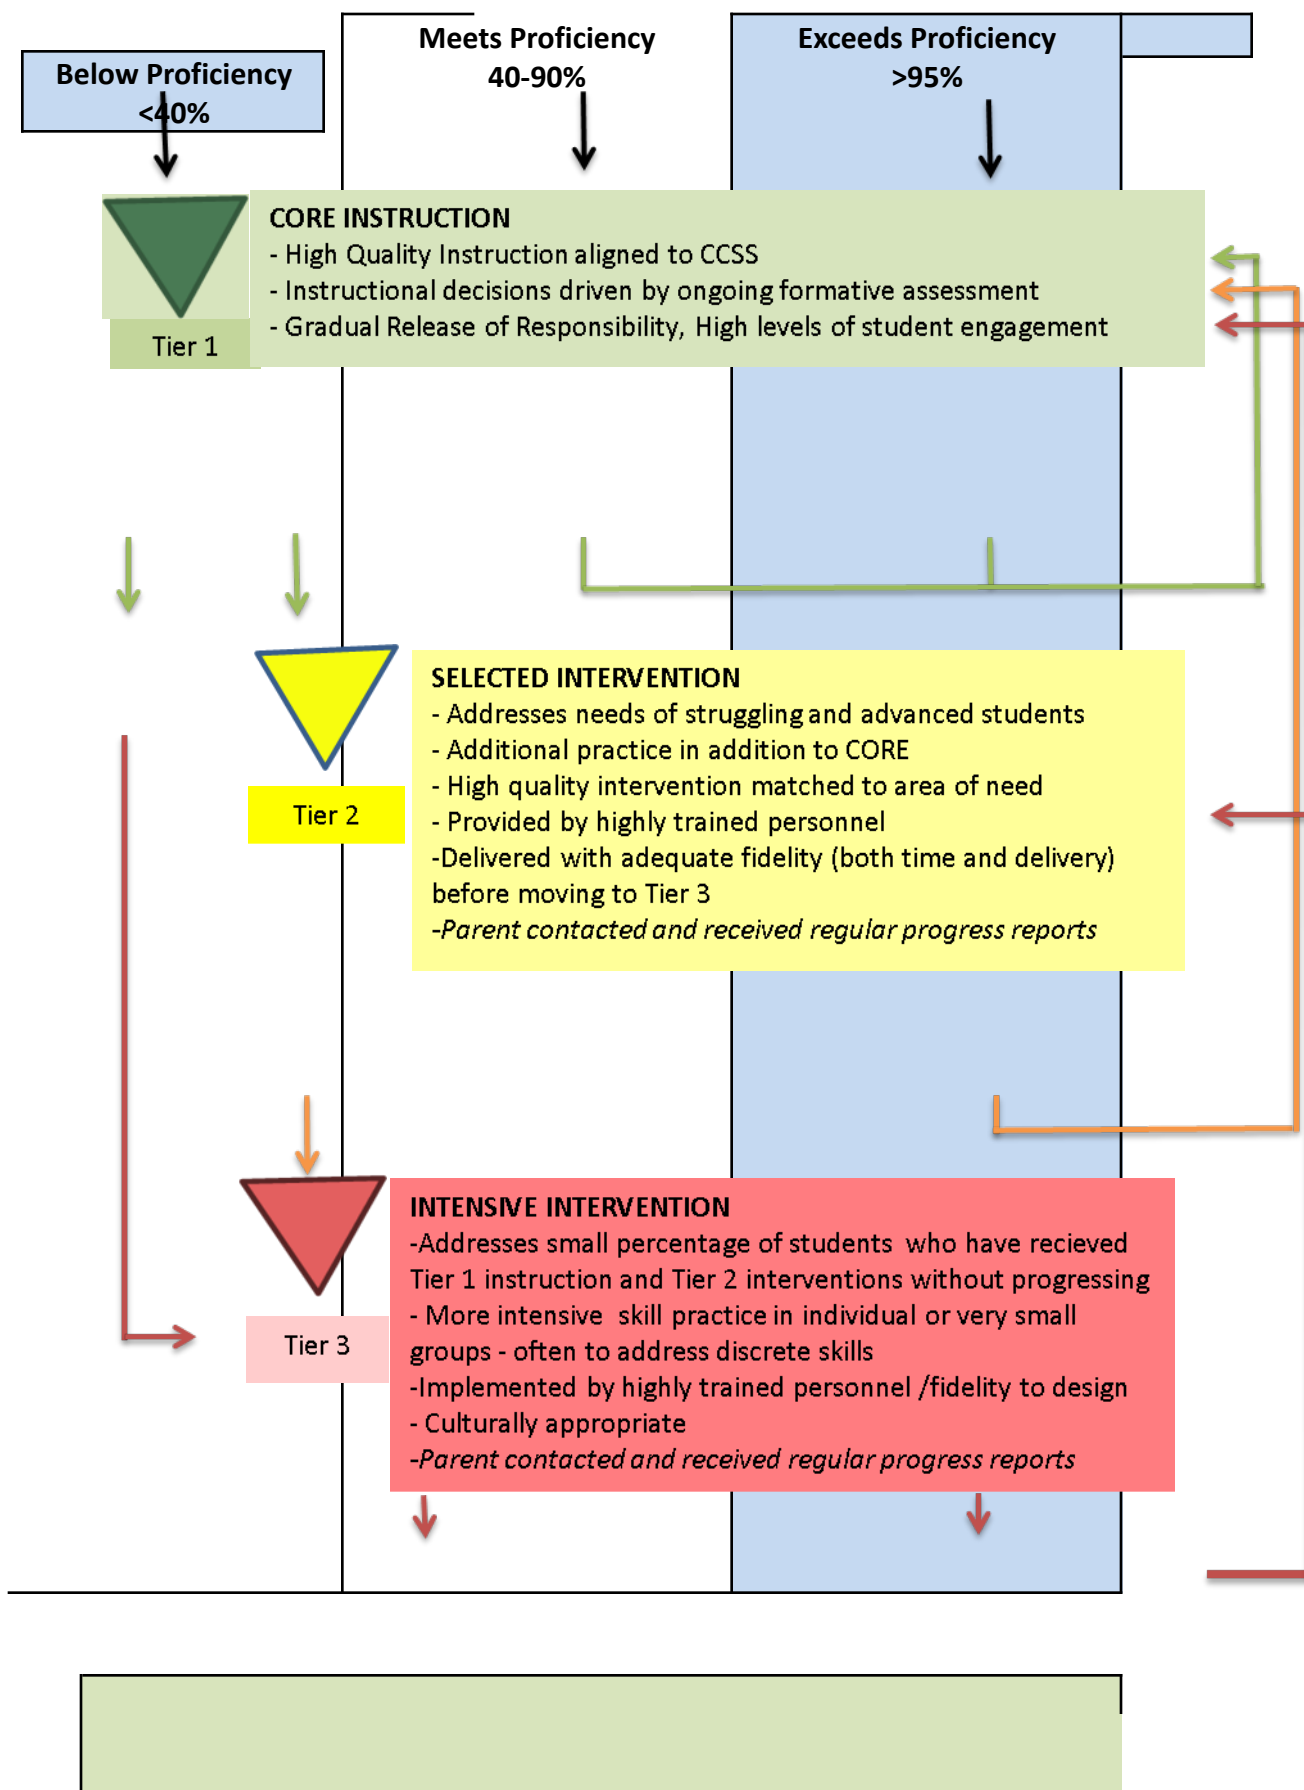 Below Proficiency
<40%
Meets Proficiency
40-90%
Exceeds Proficiency
>95%
CORE INSTRUCTION
- High Quality Instruction aligned to CCSS
- Instructional decisions driven by ongoing formative assessment
- Gradual Release of Responsibility, High levels of student engagement
Tier 1
SELECTED INTERVENTION
- Addresses needs of struggling and advanced students
- Additional practice in addition to CORE
- High quality intervention matched to area of need
- Provided by highly trained personnel
-Delivered with adequate fidelity (both time and delivery)
before moving to Tier 3
-Parent contacted and received regular progress reports
Tier 2
INTENSIVE INTERVENTION
-Addresses small percentage of students who have recieved
Tier 1 instruction and Tier 2 interventions without progressing
- More intensive skill practice in individual or very small
groups - often to address discrete skills
-Implemented by highly trained personnel /fidelity to design
- Culturally appropriate
-Parent contacted and received regular progress reports
Tier 3